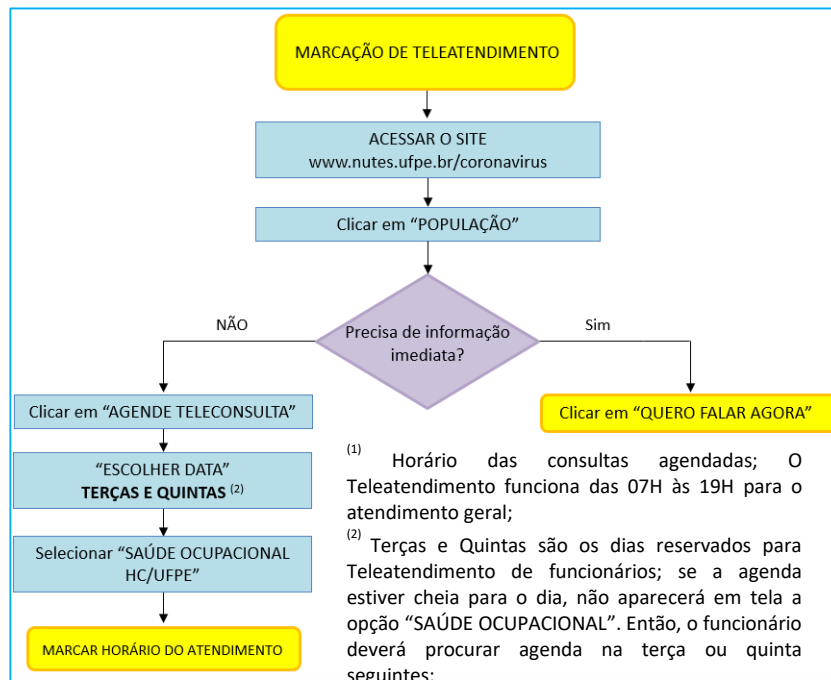 MARCAÇÃO DE TELEATENDIMENTO
ACESSAR O SITE
www.nutes.ufpe.br/coronavirus
Clicar em “POPULAÇÃO”
Precisa de informação
imediata?
NÃO
Sim
Clicar em “AGENDE TELECONSULTA”
“ESCOLHER DATA”
TERÇAS E QUINTAS (2)
Selecionar “SAÚDE OCUPACIONAL
HC/UFPE”
MARCAR HORÁRIO DO ATENDIMENTO
Clicar em “QUERO FALAR AGORA”
(1) Horário das consultas agendadas; O
Teleatendimento funciona das 07H às 19H para o
atendimento geral;
(2) Terças e Quintas são os dias reservados para
Teleatendimento de funcionários; se a agenda
estiver cheia para o dia, não aparecerá em tela a
opção “SAÚDE OCUPACIONAL”. Então, o funcionário
deverá procurar agenda na terça ou quinta
seguintes;